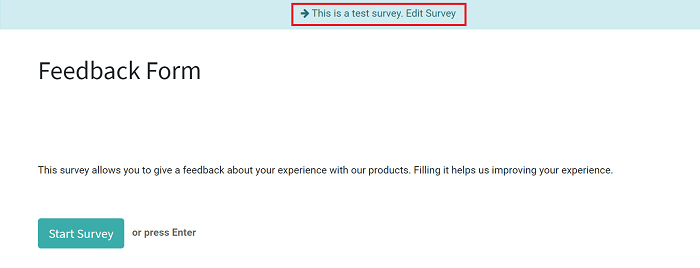 → This is a test survey. Edit Survey
Feedback Form
This survey allows you to give a feedback about your experience with our products. Filling it helps us improving your experience.
Start Survey or press Enter